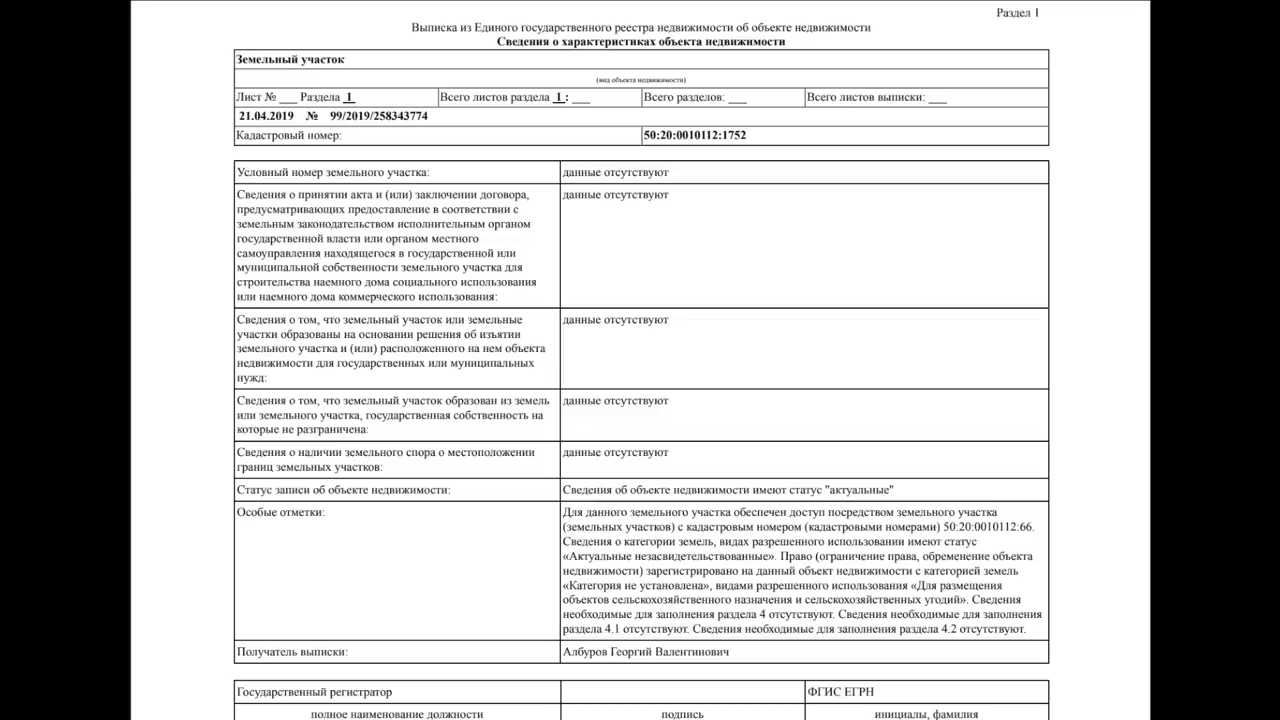 Раздел 1
Выписка из Единого государственного реестра недвижимости об объекте недвижимости
Сведения о характеристиках объекта недвижимости
Земельный участок
(вид объекта недвижимости)
Лист № ___ Раздела 1 Всего листов раздела 1 : ___ Всего разделов: ___ Всего листов выписки: ___
21.04.2019 № 99/2019/258343774
Кадастровый номер: 50:20:0010112:1752
Условный номер земельного участка: данные отсутствуют
Сведения о принятии акта и (или) заключении договора, данные отсутствуют
предусматривающих предоставление в соответствии с
земельным законодательством исполнительным органом
государственной власти или органом местного
самоуправления находящегося в государственной или
муниципальной собственности земельного участка для
строительства наемного дома социального использования
или наемного дома коммерческого использования:
Сведения о том, что земельный участок или земельные данные отсутствуют
участки образованы на основании решения об изъятии
земельного участка и (или) расположенного на нем объекта
недвижимости для государственных или муниципальных
нужд:
Сведения о том, что земельный участок образован из земель данные отсутствуют
или земельного участка, государственная собственность на
которые не разграничена:
Сведения о наличии земельного спора о местоположении данные отсутствуют
границ земельных участков:
Статус записи об объекте недвижимости: Сведения об объекте недвижимости имеют статус "актуальные"
Особые отметки: Для данного земельного участка обеспечен доступ посредством земельного участка
(земельных участков) с кадастровым номером (кадастровыми номерами) 50:20:0010112:66.
Сведения о категории земель, видах разрешенного использовании имеют статус
«Актуальные незасвидетельствованные». Право (ограничение права, обременение объекта
недвижимости) зарегистрировано на данный объект недвижимости с категорией земель
«Категория не установлена», видами разрешенного использования «Для размещения
объектов сельскохозяйственного назначения и сельскохозяйственных угодий». Сведения
необходимые для заполнения раздела 4 отсутствуют. Сведения необходимые для заполнения
раздела 4.1 отсутствуют. Сведения необходимые для заполнения раздела 4.2 отсутствуют.
Получатель выписки: Албуров Георгий Валентинович
Государственный регистратор ФГИС ЕГРН
полное наименование должности подпись инициалы, фамилия